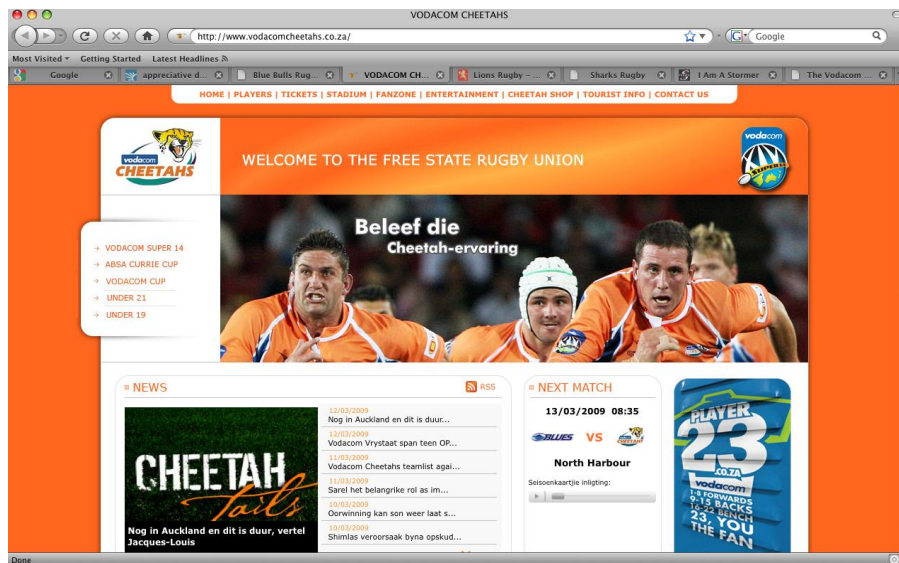 VODACOM CHEETAHS
http://www.vodacomcheetahs.co.za/
Google
Most Visited
Getting Started
Latest Headlines
Google
appreciative d...
Blue Bulls Rug...
VODACOM CH...
Lions Rugby - ...
Sharks Rugby
I Am A Stormer
The Vodacom ...
HOME | PLAYERS | TICKETS | STADIUM | FANZONE | ENTERTAINMENT | CHEETAH SHOP | TOURIST INFO | CONTACT US
vodacom
CHEETAHS
WELCOME TO THE FREE STATE RUGBY UNION
vodacom
SUPER 14
Beleef die
Cheetah-ervaring
VODACOM SUPER 14
ABSA CURRIE CUP
VODACOM CUP
UNDER 21
UNDER 19
NEWS
RSS
CHEETAH
tails
Nog in Auckland en dit is duur, vertel
Jacques-Louis
12/03/2009
Nog in Auckland en dit is duur...
12/03/2009
Vodacom Vrystaat span teen OP...
11/03/2009
Vodacom Cheetahs teamlist agai...
11/03/2009
Sarel het belangrike rol as im...
10/03/2009
Oorwinning kan son weer laat s...
10/03/2009
Shimlas veroorsaak byna opskud...
NEXT MATCH
13/03/2009 08:35
BLUES
VS
CHEETAHS
North Harbour
Seisoenkaartjie inligting:
PLAYER
23
.CO.ZA
vodacom
1-8 FORWARDS
9-15 BACKS
16-22 BENCH
23, YOU
THE FAN
Done